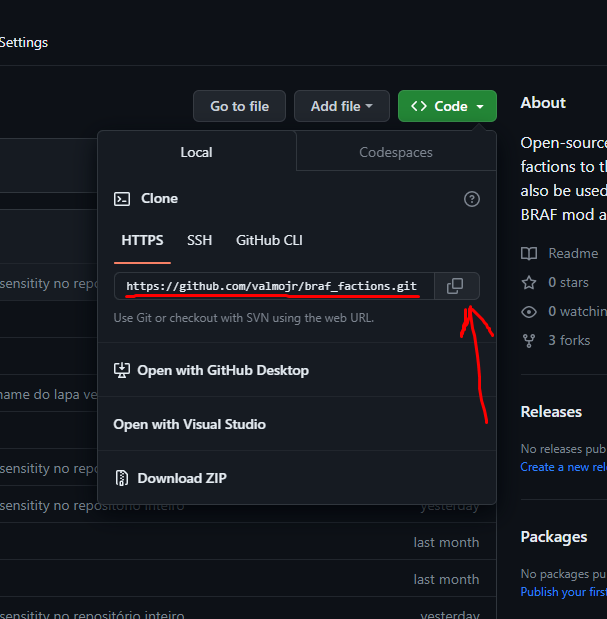 Settings
Go to file
Add file
<> Code
About
Local
Codespaces
Open-source
factions to th
also be used
BRAF mod a
Clone
HTTPS
SSH
GitHub CLI
https://github.com/valmojr/braf_factions.git
Use Git or checkout with SVN using the web URL.
Open with GitHub Desktop
Open with Visual Studio
Download ZIP
Readme
0 stars
0 watchin
3 forks
sensitity no repo
name do lapa ve
sensitity no repo
sensitity no repositório inteiro
yesterday
last month
last month
sensitity no repositório inteiro
yesterday
Releases
No releases pub
Create a new rel
Packages
No packages pu
Publish your first